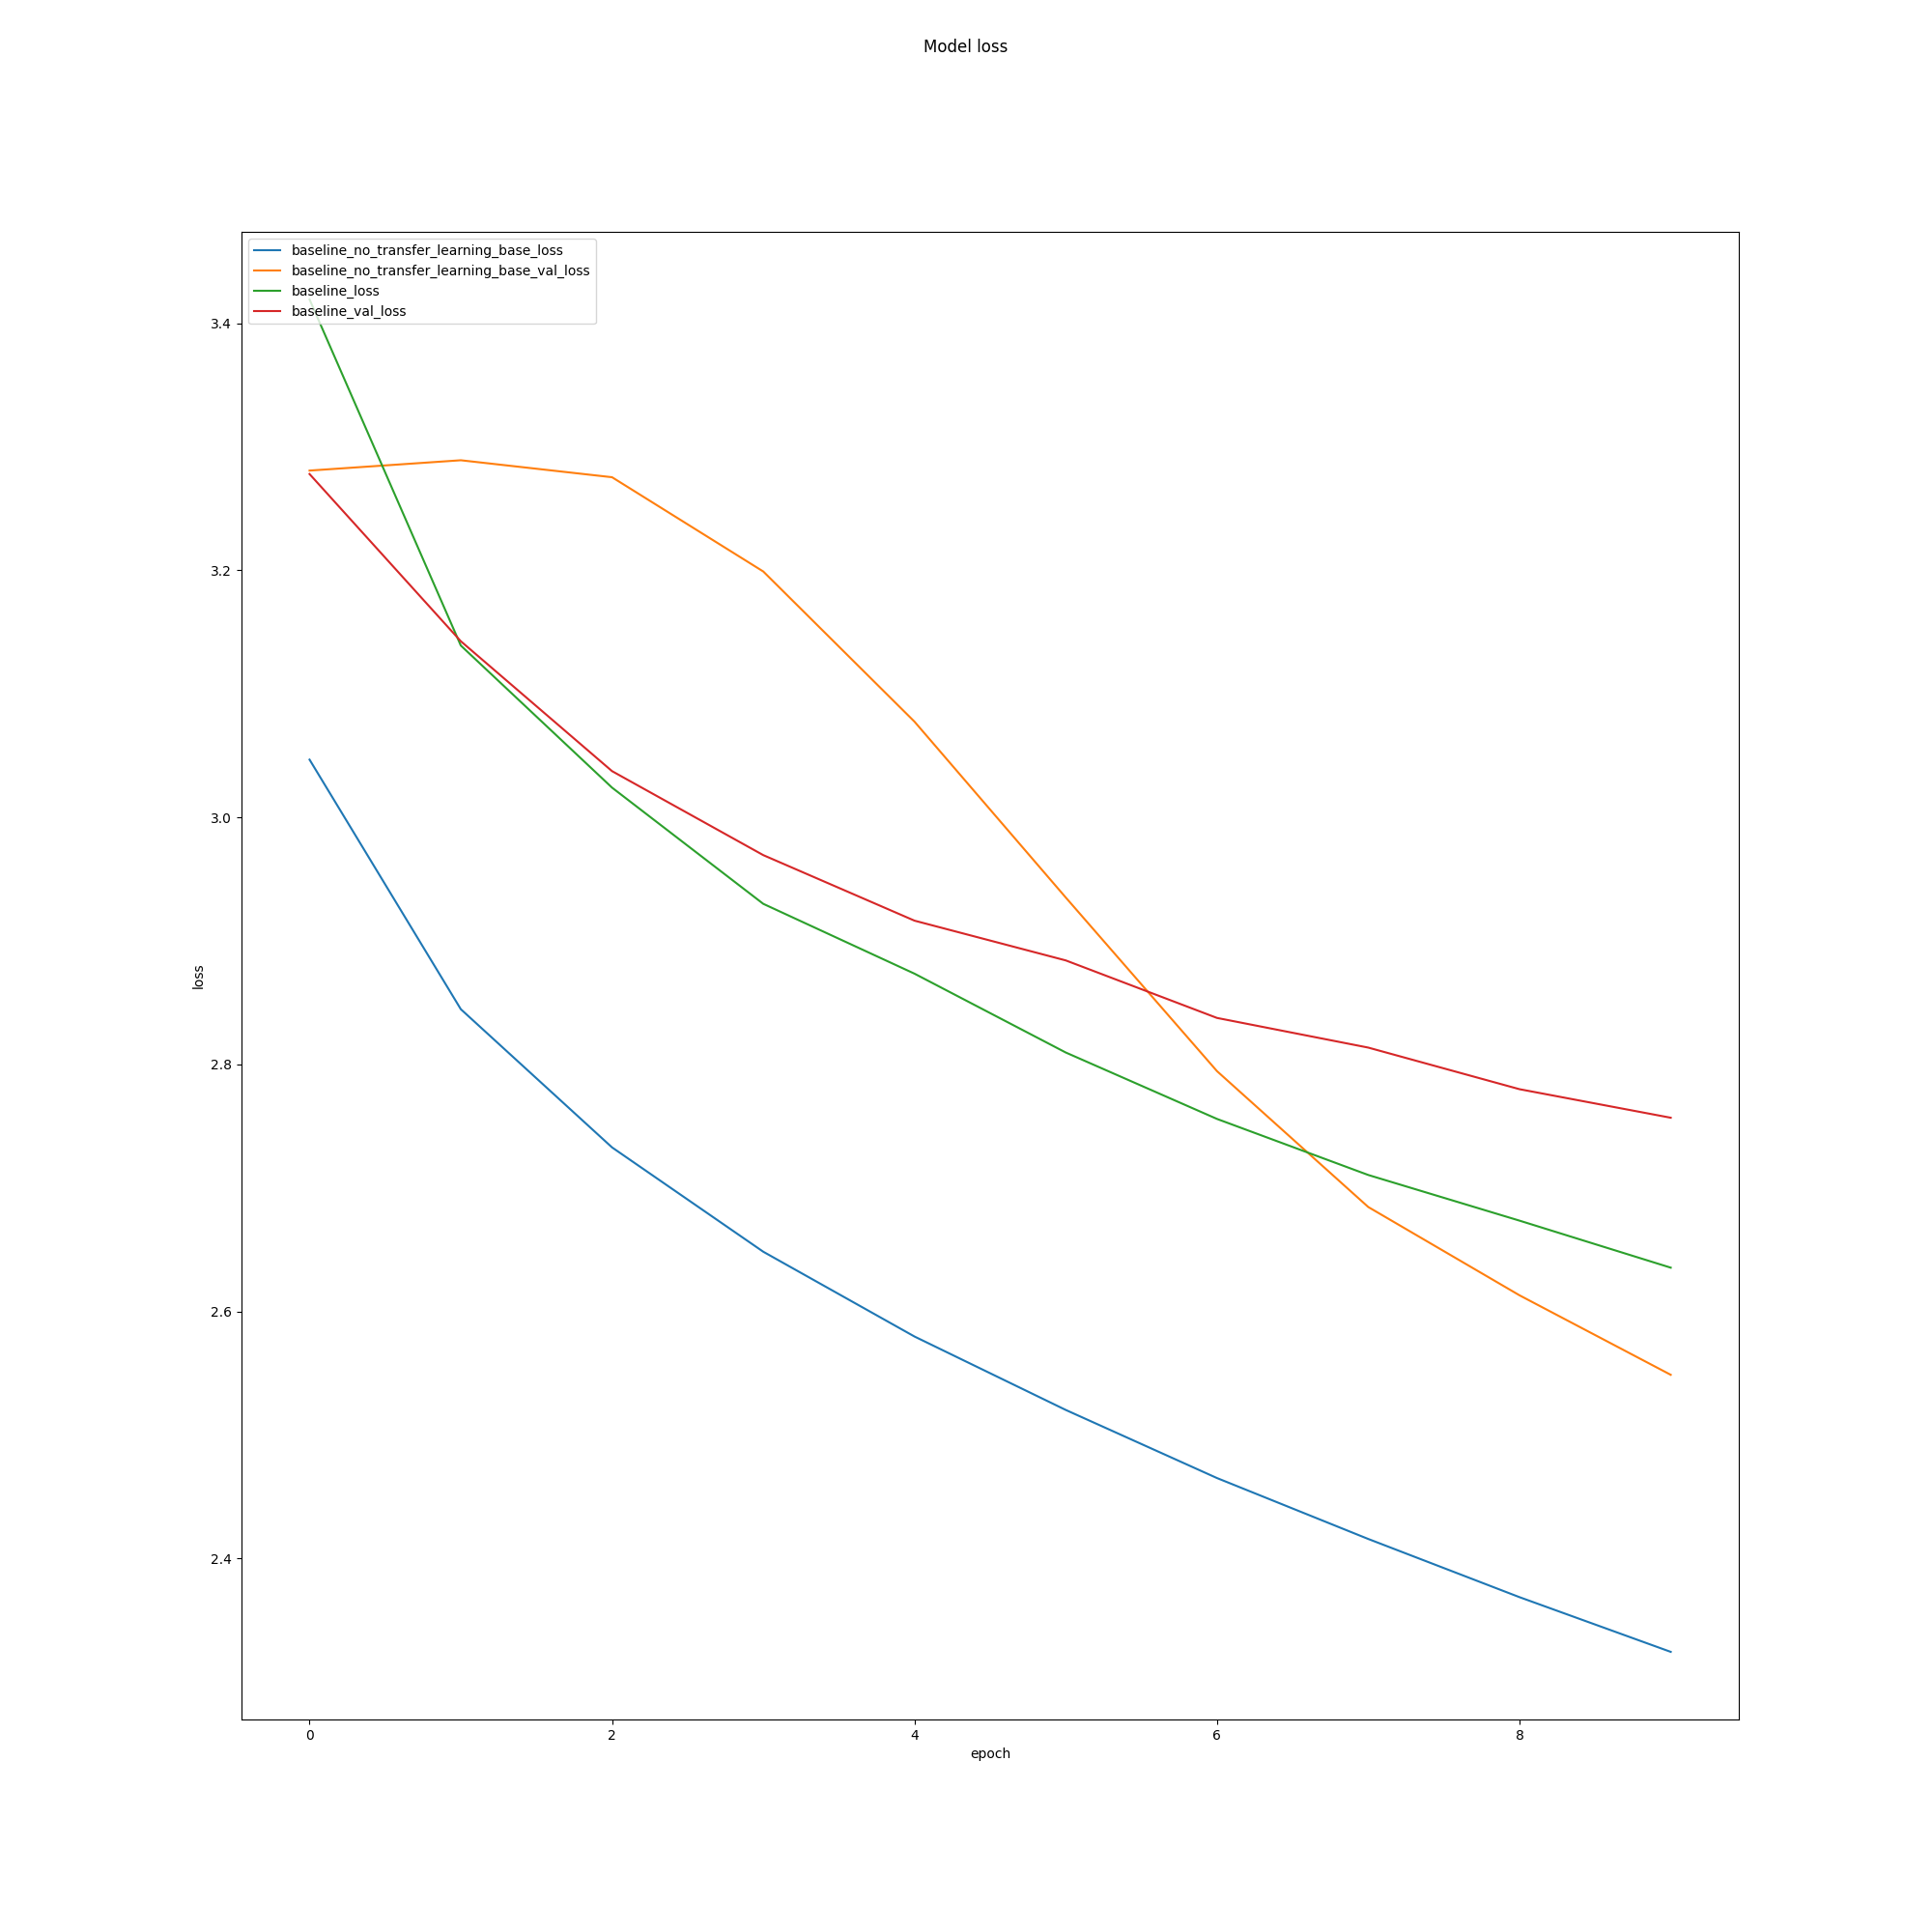 Model loss
baseline_no_transfer_learning_base_loss
baseline_no_transfer_learning_base_val_loss
baseline_loss
baseline_val_loss
3.4
3.2
3.0
2.8
2.6
2.4
loss
0 2 4 6 8
epoch